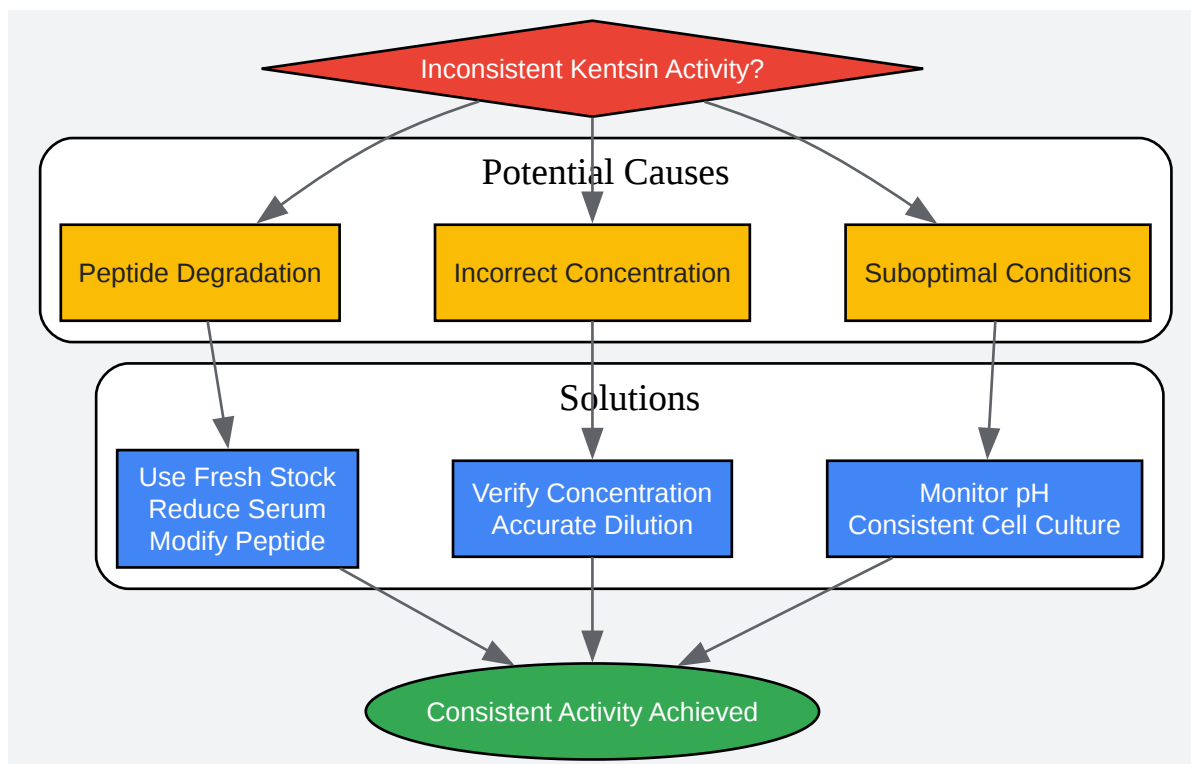 Inconsistent Kentsin Activity?
Potential Causes
Peptide Degradation
Incorrect Concentration
Suboptimal Conditions
Solutions
Use Fresh Stock
Reduce Serum
Modify Peptide
Verify Concentration
Accurate Dilution
Monitor pH
Consistent Cell Culture
Consistent Activity Achieved